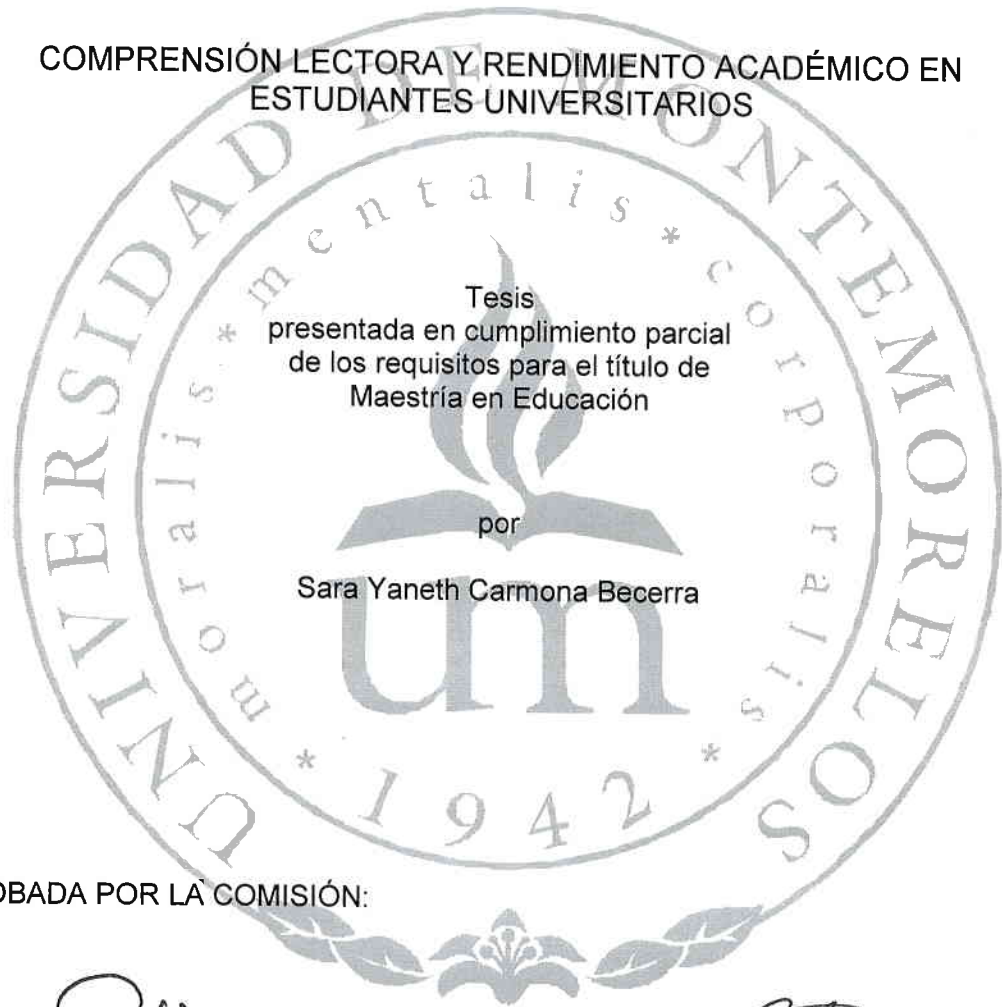 COMPRENSIÓN LECTORA Y RENDIMIENTO ACADÉMICO EN
ESTUDIANTES UNIVERSITARIOS
UNIVERSIDAD DE MONTEMORELOS
moralis * mentalis * corporalis
* 1942 *
Tesis
presentada en cumplimiento parcial
de los requisitos para el título de
Maestría en Educación
por
Sara Yaneth Carmona Becerra
um
OBADA POR LA COMISIÓN: